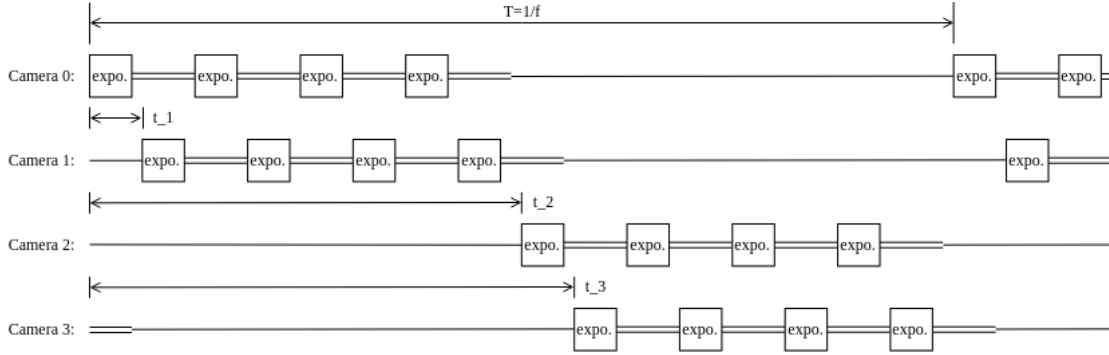 T=1/f
Camera 0: expo. expo. expo. expo. expo. expo.
t_1
Camera 1: expo. expo. expo. expo. expo.
t_2
Camera 2: expo. expo. expo. expo.
t_3
Camera 3: expo. expo. expo. expo.